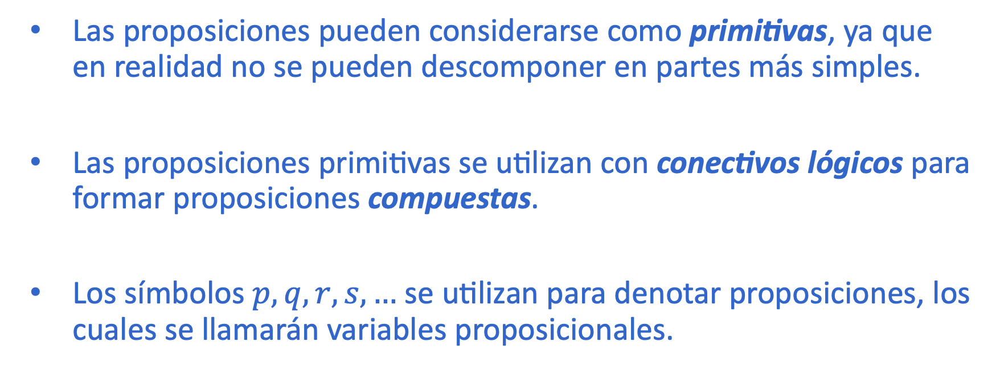 • Las proposiciones pueden considerarse como primitivas, ya que
en realidad no se pueden descomponer en partes más simples.
• Las proposiciones primitivas se utilizan con conectivos lógicos para
formar proposiciones compuestas.
• Los símbolos p, q, r, s, ... se utilizan para denotar proposiciones, los
cuales se llamarán variables proposicionales.